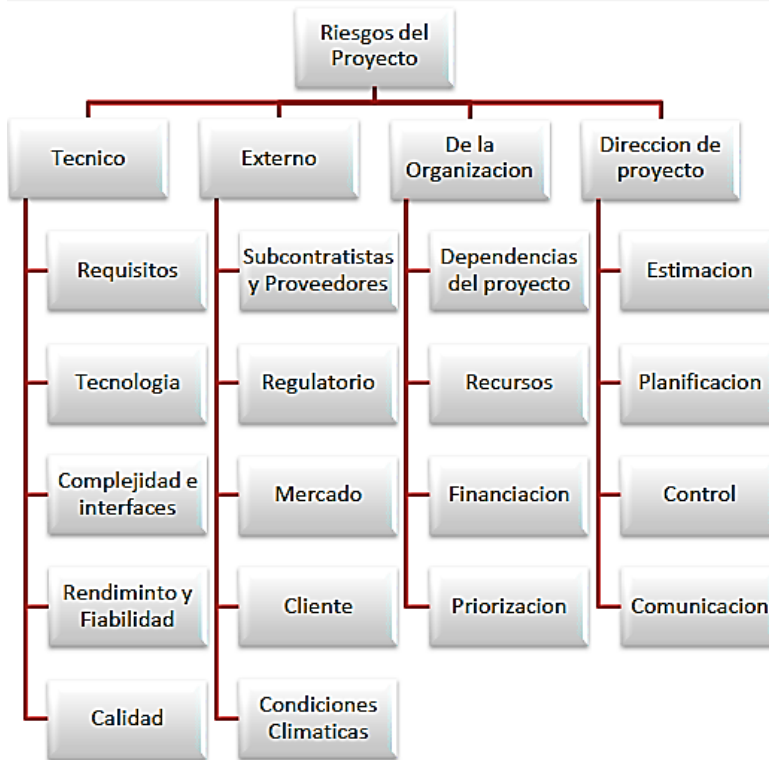 Riesgos del
Proyecto
Tecnico
Externo
De la
Organizacion
Direccion de
proyecto
Requisitos
Tecnologia
Complejidad e
interfaces
Rendiminto y
Fiabilidad
Calidad
Subcontratistas
y Proveedores
Regulatorio
Mercado
Cliente
Condiciones
Climaticas
Dependencias
del proyecto
Recursos
Financiacion
Priorizacion
Estimacion
Planificacion
Control
Comunicacion